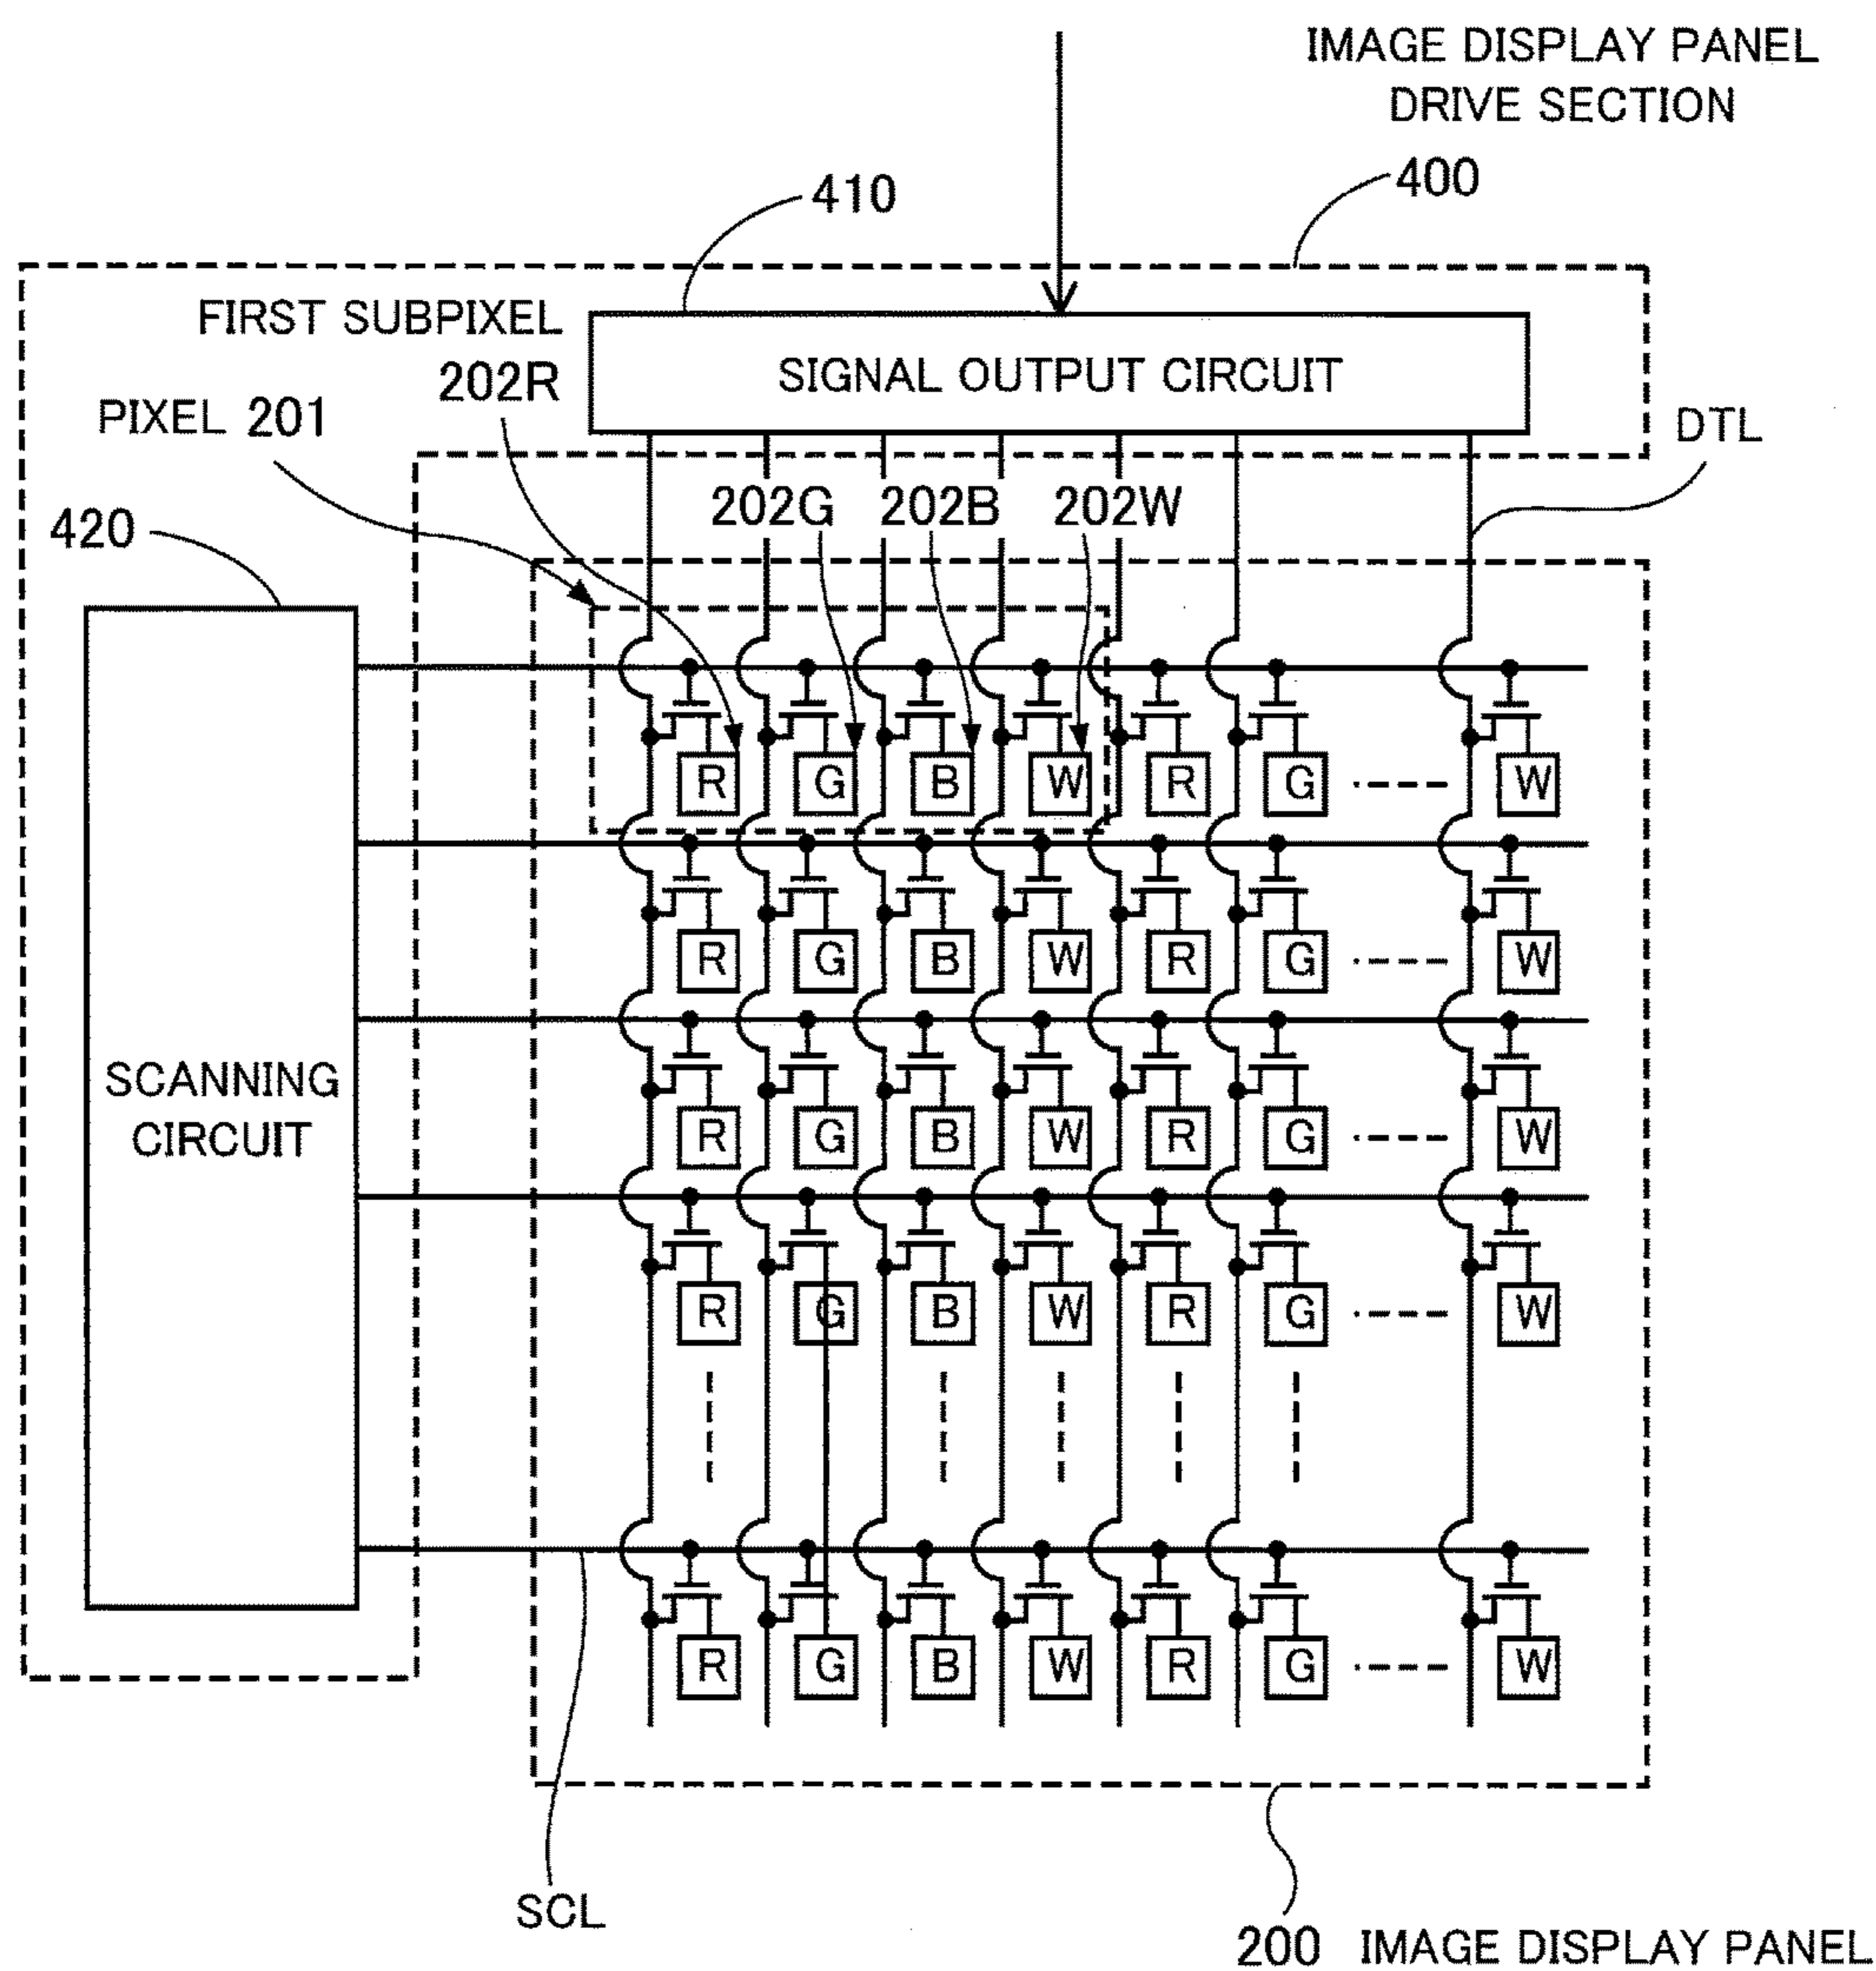 IMAGE DISPLAY PANEL
DRIVE SECTION
400
410
FIRST SUBPIXEL
202R
SIGNAL OUTPUT CIRCUIT
PIXEL 201
DTL
202G 202B 202W
420
R G B W R G W
R G B W R G W
SCANNING
CIRCUIT
R G B W R G W
R G B W R G W
R G B W R G W
SCL
200 IMAGE DISPLAY PANEL